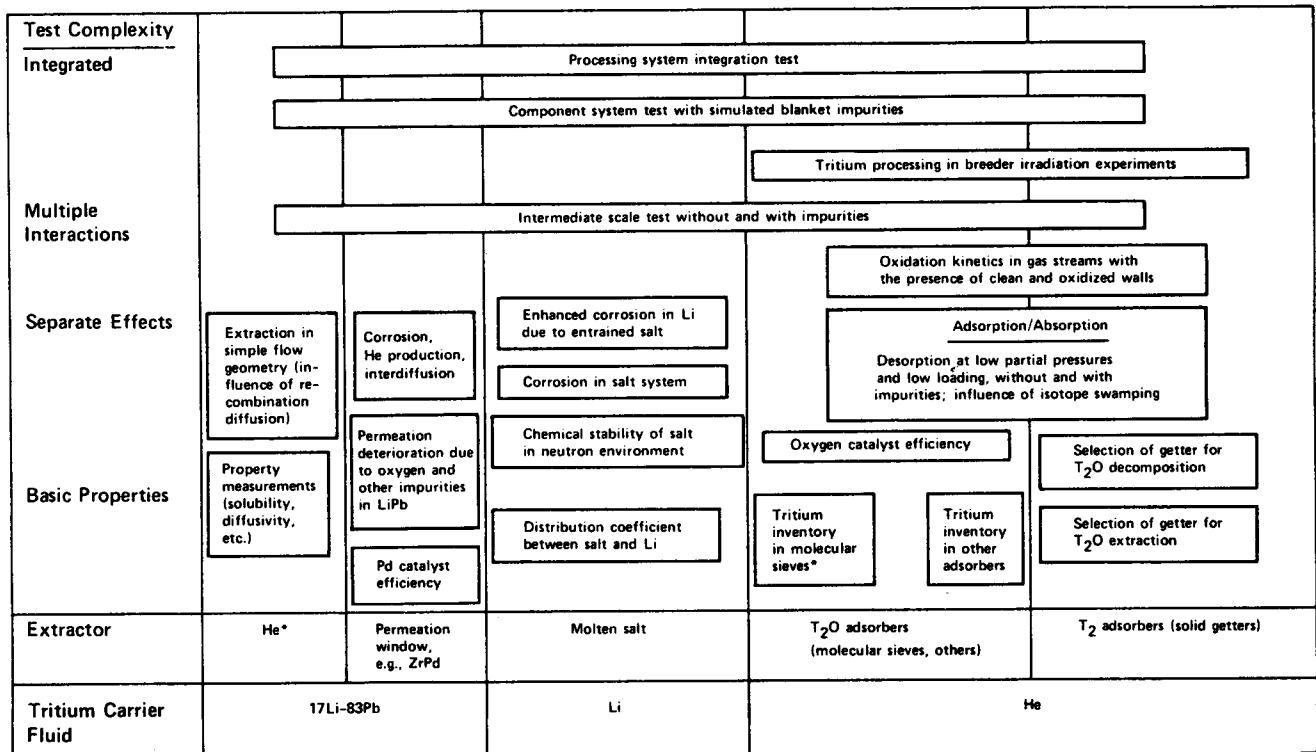 Test Complexity
Integrated
Processing system integration test
Component system test with simulated blanket impurities
Tritium processing in breeder irradiation experiments
Multiple
Interactions
Intermediate scale test without and with impurities
Oxidation kinetics in gas streams with
the presence of clean and oxidized walls
Separate Effects
Extraction in
simple flow
geometry (in-
fluence of re-
combination
diffusion)
Corrosion,
He production,
interdiffusion
Enhanced corrosion in Li
due to entrained salt
Corrosion in salt system
Adsorption/Absorption
Desorption at low partial pressures
and low loading, without and with
impurities; influence of isotope swamping
Basic Properties
Property
measurements
(solubility,
diffusivity,
etc.)
Permeation
deterioration due
to oxygen and
other impurities
in LiPb
Pd catalyst
efficiency
Chemical stability of salt
in neutron environment
Distribution coefficient
between salt and Li
Oxygen catalyst efficiency
Tritium
inventory
in molecular
sieves*
Tritium
inventory
in other
adsorbers
Selection of getter for
T2O decomposition
Selection of getter for
T2O extraction
Extractor
He*
Permeation
window,
e.g., ZrPd
Molten salt
T2O adsorbers
(molecular sieves, others)
T2 adsorbers (solid getters)
Tritium Carrier
Fluid
17Li-83Pb
Li
He